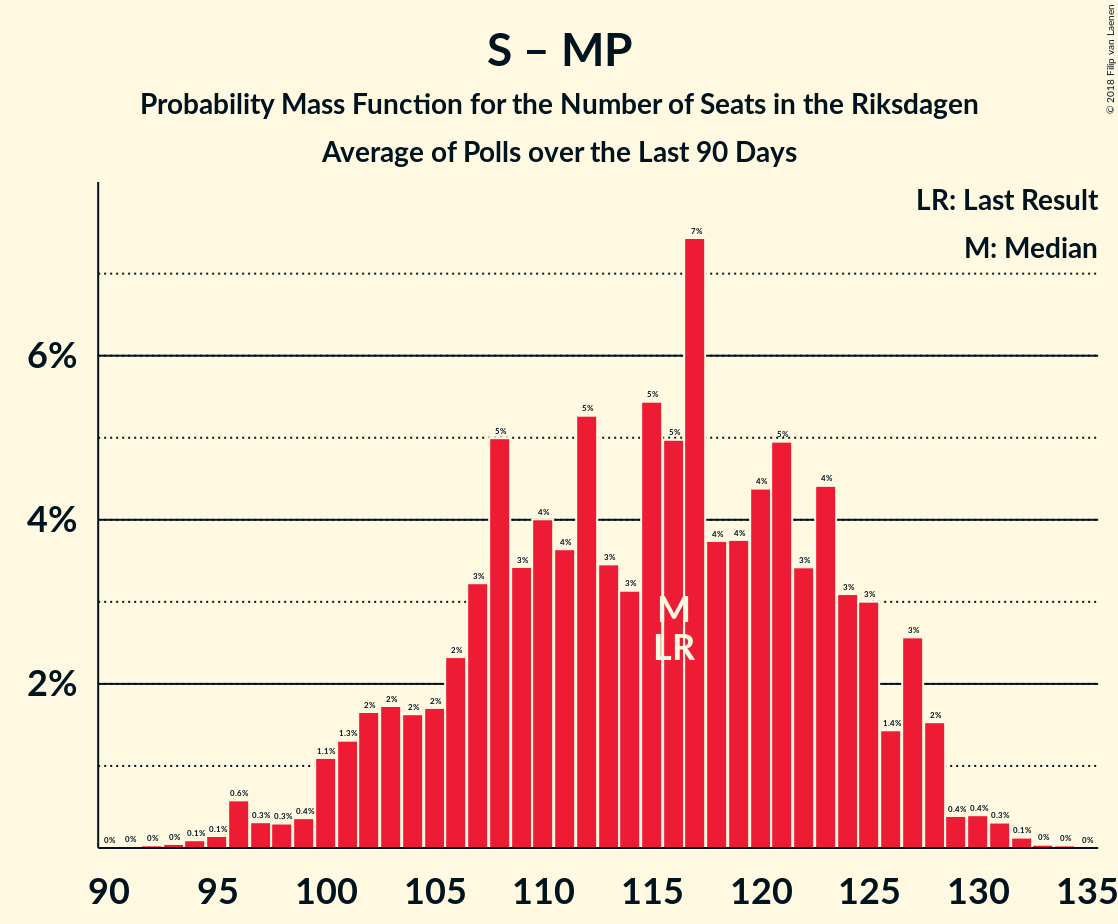 S – MP
Probability Mass Function for the Number of Seats in the Riksdagen
Average of Polls over the Last 90 Days
© 2018 Filip van Laenen
LR: Last Result
M: Median
6%
4%
2%
0% 0% 0% 0% 0.1% 0.1% 0.6% 0.3% 0.3% 0.4% 1.1% 1.3% 2% 2% 2% 2% 2% 3% 5% 3% 4% 4% 5% 3% 3% 5% 5% 7% 4% 4% 4% 5% 3% 4% 3% 3% 1.4% 3% 2% 0.4% 0.4% 0.3% 0.1% 0% 0% 0%
M
LR
90 95 100 105 110 115 120 125 130 135